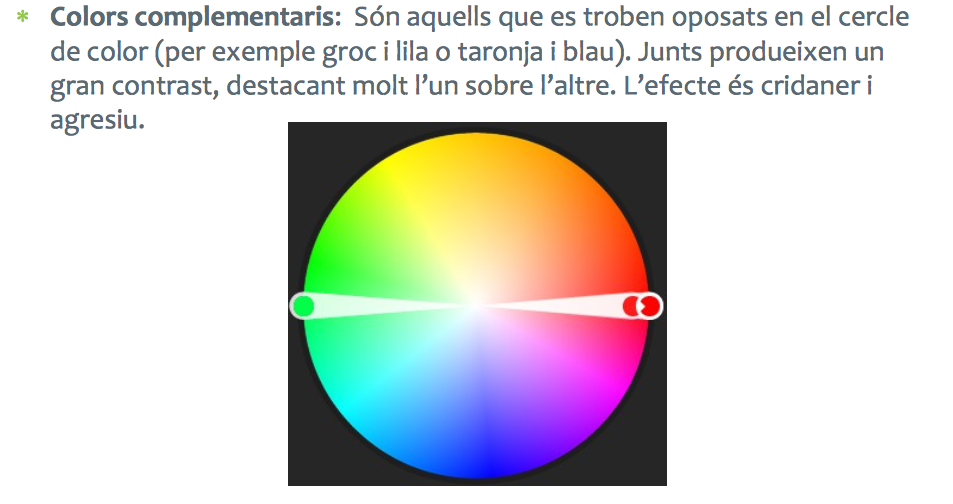 * Colors complementaris: Són aquells que es troben oposats en el cercle
de color (per exemple groc i lila o taronja i blau). Junts produeixen un
gran contrast, destacant molt l’un sobre l’altre. L’efecte és cridaner i
agresiu.